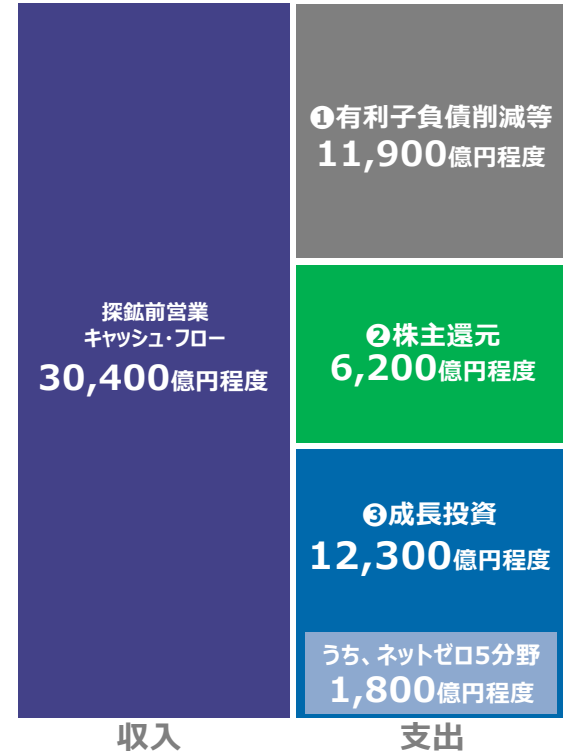 探鉱前営業
キャッシュ・フロー
30,400億円程度
❶有利子負債削減等
11,900億円程度
❷株主還元
6,200億円程度
❸成長投資
12,300億円程度
うち、ネットゼロ5分野
1,800億円程度
収入
支出